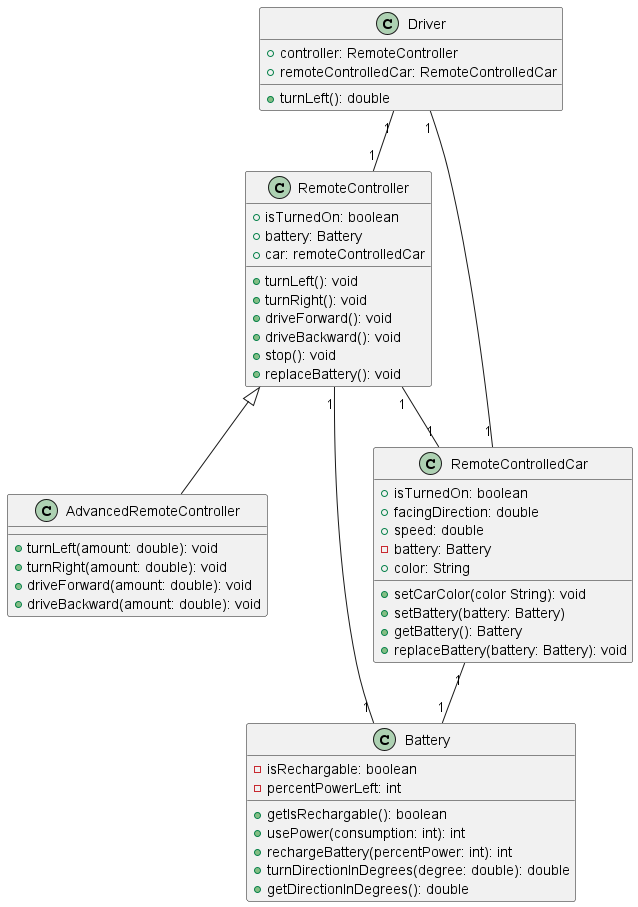 C Driver
controller: RemoteController
remoteControlledCar: RemoteControlledCar
turnLeft(): double
1
1
1
C RemoteController
isTurnedOn: boolean
battery: Battery
car: remoteControlledCar
turnLeft(): void
turnRight(): void
driveForward(): void
driveBackward(): void
stop(): void
replaceBattery(): void
1
1
1
1
C AdvancedRemoteController
turnLeft(amount: double): void
turnRight(amount: double): void
driveForward(amount: double): void
driveBackward(amount: double): void
C RemoteControlledCar
isTurnedOn: boolean
facingDirection: double
speed: double
battery: Battery
color: String
setCarColor(color String): void
setBattery(battery: Battery)
getBattery(): Battery
replaceBattery(battery: Battery): void
1
1
1
C Battery
isRechargable: boolean
percentPowerLeft: int
getIsRechargable(): boolean
usePower(consumption: int): int
rechargeBattery(percentPower: int): int
turnDirectionInDegrees(degree: double): double
getDirectionInDegrees(): double